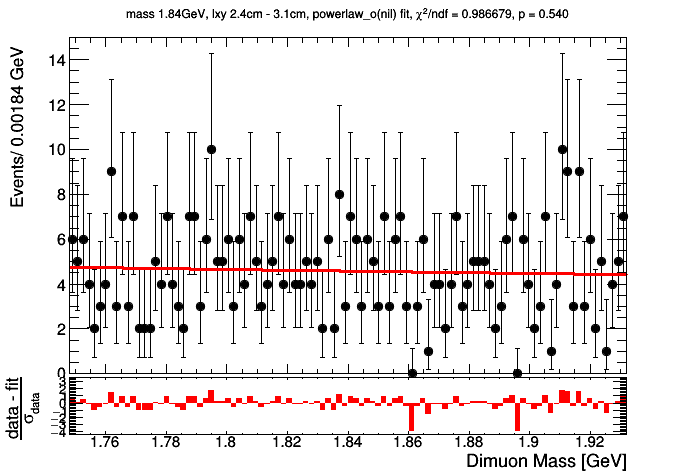 mass 1.84GeV, lxy 2.4cm - 3.1cm, powerlaw_o(nil) fit, χ²/ndf = 0.986679, p = 0.540
Events/ 0.00184 GeV
14
12
10
8
6
4
2
0
data - fit
σdata
3
2
1
0
−1
−2
−3
−4
1.76 1.78 1.8 1.82 1.84 1.86 1.88 1.9 1.92
Dimuon Mass [GeV]